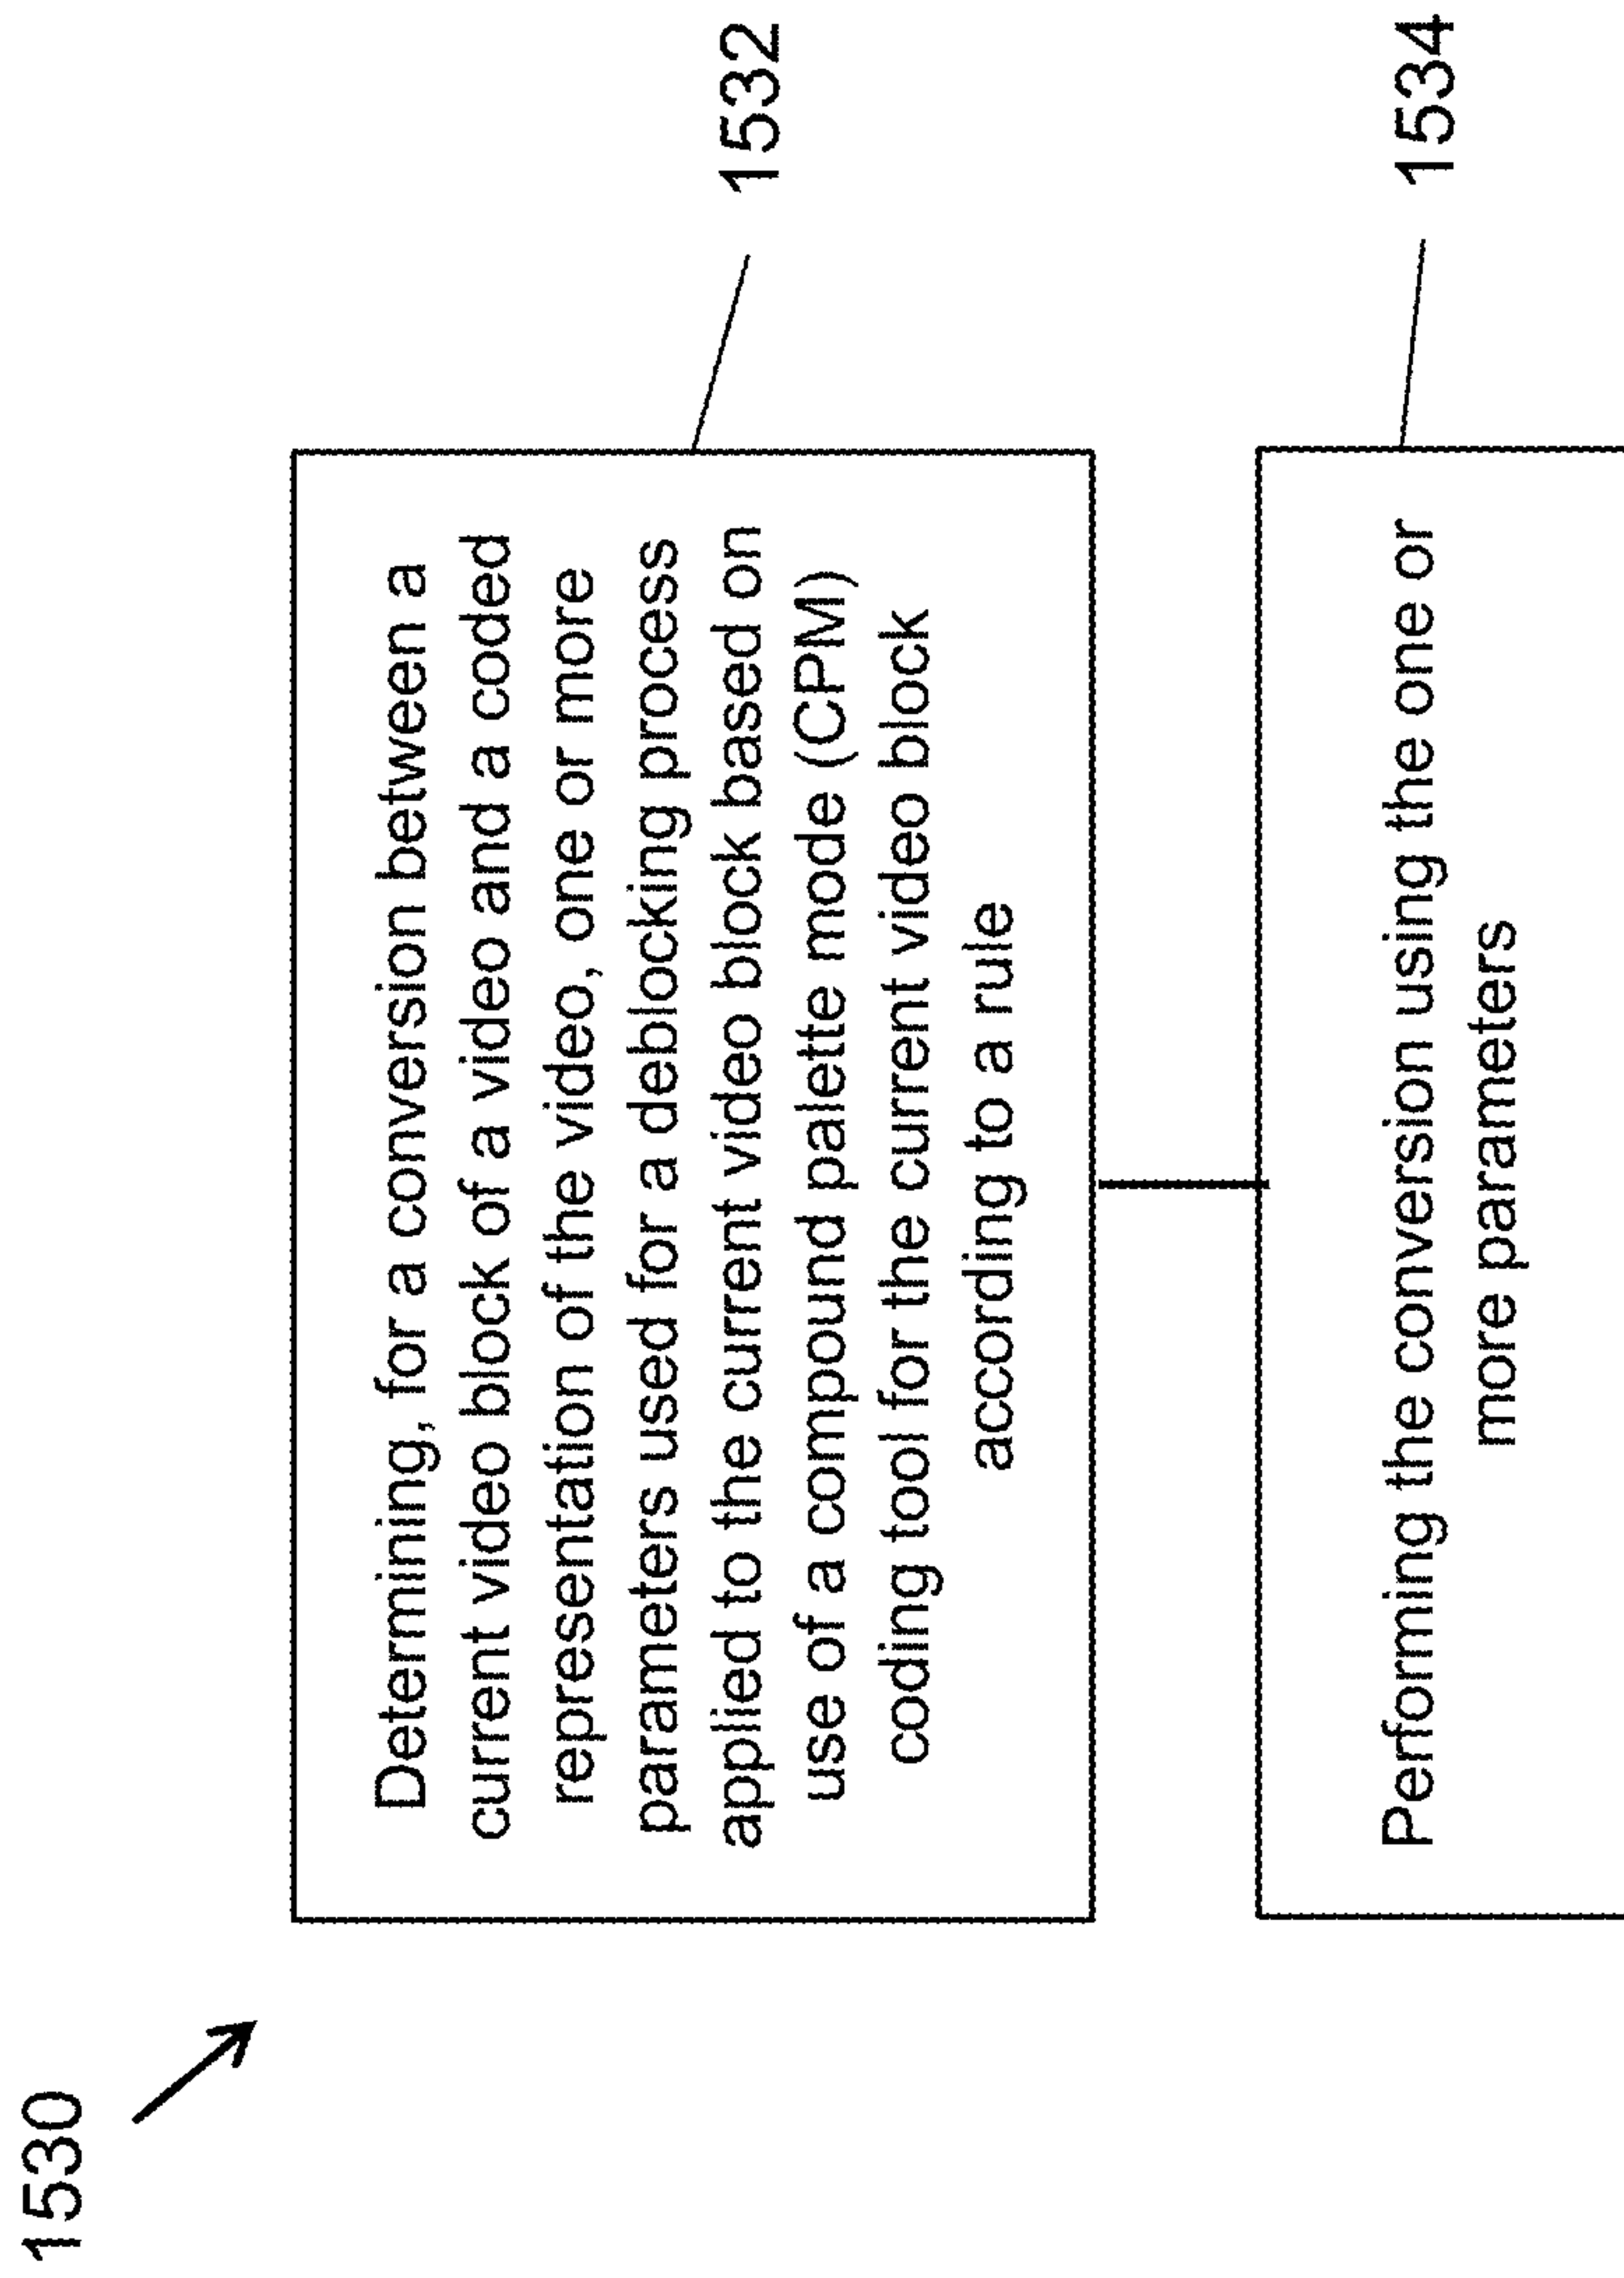 1530
Determining, for a conversion between a
current video block of a video and a coded
representation of the video, one or more
parameters used for a deblocking process
applied to the current video block based on
use of a compound palette mode (CPM)
coding tool for the current video block
according to a rule
1532
Performing the conversion using the one or
more parameters
1534